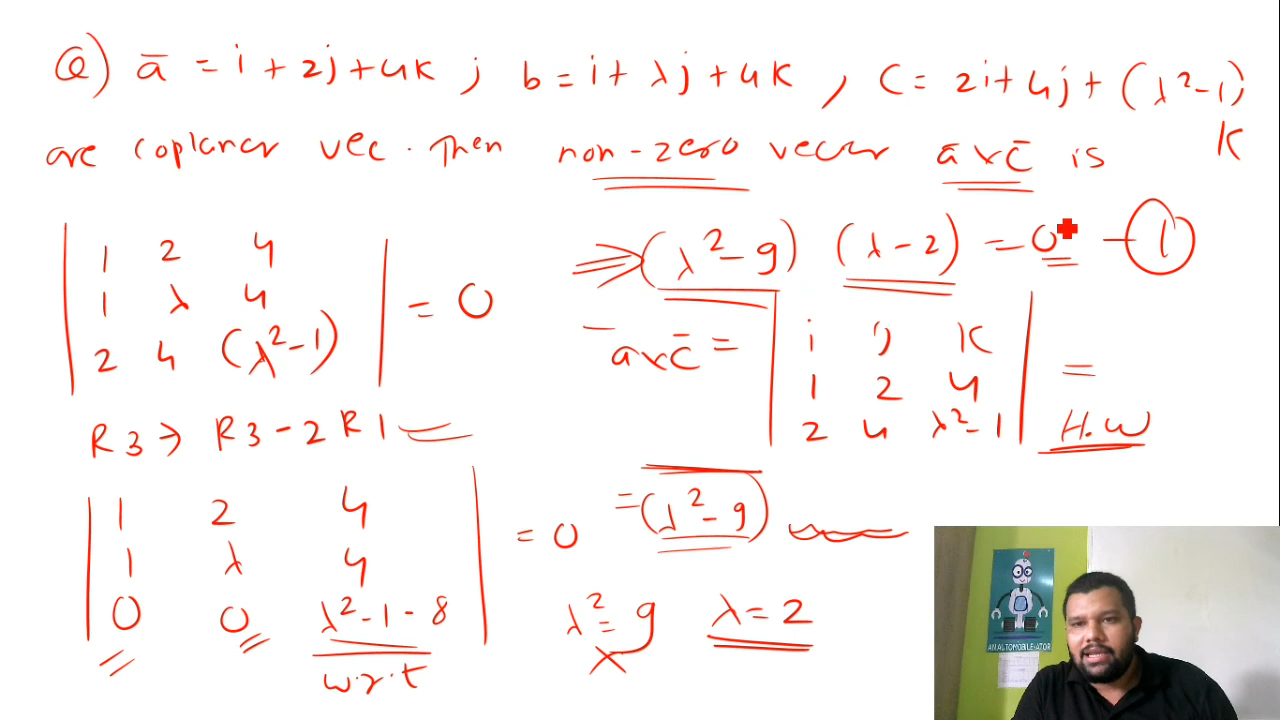 Q) a̅ = i + 2j + 4k ; b = i + λj + 4k , c = 2i + 4j + (λ²-1) k
are coplaner vec. Then non-zero vector a̅ x c̅ is
| 1 2 4 |
| 1 λ 4 | = 0
| 2 4 (λ²-1) |
R3 → R3 - 2R1
| 1 2 4 |
| 1 λ 4 | = 0
| 0 0 λ²-1-8 |
w.r.t
⇒ (λ²-9) (λ-2) = 0 - ①
a̅ x c̅ = | i j k |
| 1 2 4 | =
| 2 4 λ²-1 | H.W
= (λ²-9)
λ² = 9 λ = 2
X
AN AUTOMOBILE-ATOR